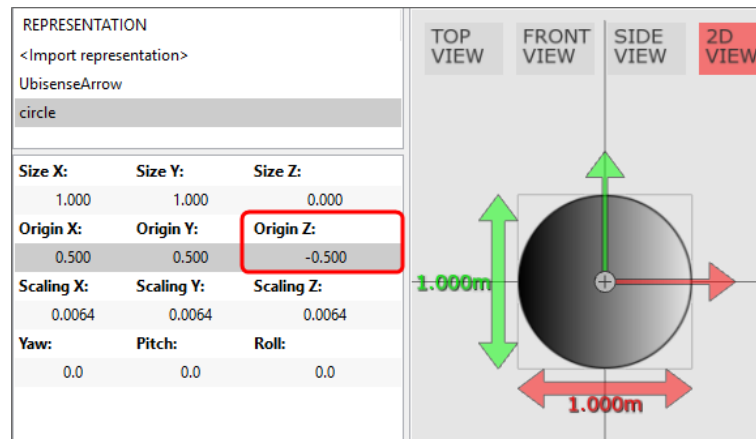 REPRESENTATION
<Import representation>
UbisenseArrow
circle
Size X: Size Y: Size Z:
1.000 1.000 0.000
Origin X: Origin Y: Origin Z:
0.500 0.500 -0.500
Scaling X: Scaling Y: Scaling Z:
0.0064 0.0064 0.0064
Yaw: Pitch: Roll:
0.0 0.0 0.0
TOP VIEW
FRONT VIEW
SIDE VIEW
2D VIEW
1.000m
1.000m